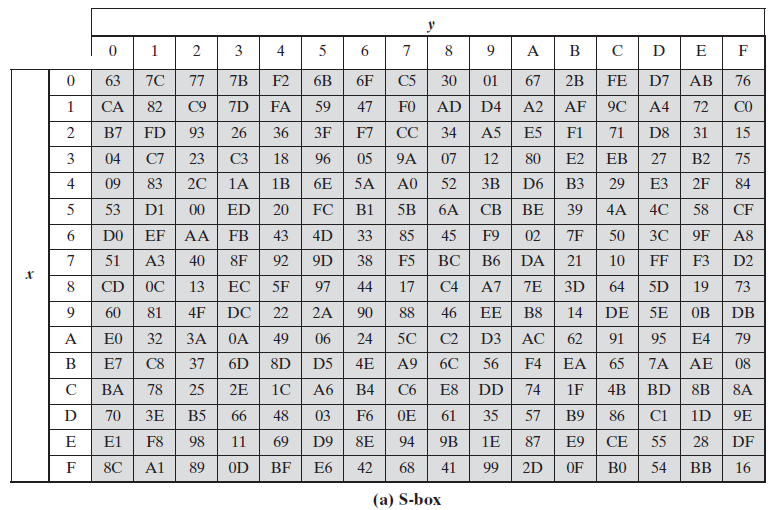 y
0 1 2 3 4 5 6 7 8 9 A B C D E F
0 63 7C 77 7B F2 6B 6F C5 30 01 67 2B FE D7 AB 76
1 CA 82 C9 7D FA 59 47 F0 AD D4 A2 AF 9C A4 72 C0
2 B7 FD 93 26 36 3F F7 CC 34 A5 E5 F1 71 D8 31 15
3 04 C7 23 C3 18 96 05 9A 07 12 80 E2 EB 27 B2 75
4 09 83 2C 1A 1B 6E 5A A0 52 3B D6 B3 29 E3 2F 84
5 53 D1 00 ED 20 FC B1 5B 6A CB BE 39 4A 4C 58 CF
6 D0 EF AA FB 43 4D 33 85 45 F9 02 7F 50 3C 9F A8
7 51 A3 40 8F 92 9D 38 F5 BC B6 DA 21 10 FF F3 D2
x
8 CD 0C 13 EC 5F 97 44 17 C4 A7 7E 3D 64 5D 19 73
9 60 81 4F DC 22 2A 90 88 46 EE B8 14 DE 5E 0B DB
A E0 32 3A 0A 49 06 24 5C C2 D3 AC 62 91 95 E4 79
B E7 C8 37 6D 8D D5 4E A9 6C 56 F4 EA 65 7A AE 08
C BA 78 25 2E 1C A6 B4 C6 E8 DD 74 1F 4B BD 8B 8A
D 70 3E B5 66 48 03 F6 0E 61 35 57 B9 86 C1 1D 9E
E E1 F8 98 11 69 D9 8E 94 9B 1E 87 E9 CE 55 28 DF
F 8C A1 89 0D BF E6 42 68 41 99 2D 0F B0 54 BB 16
(a) S-box